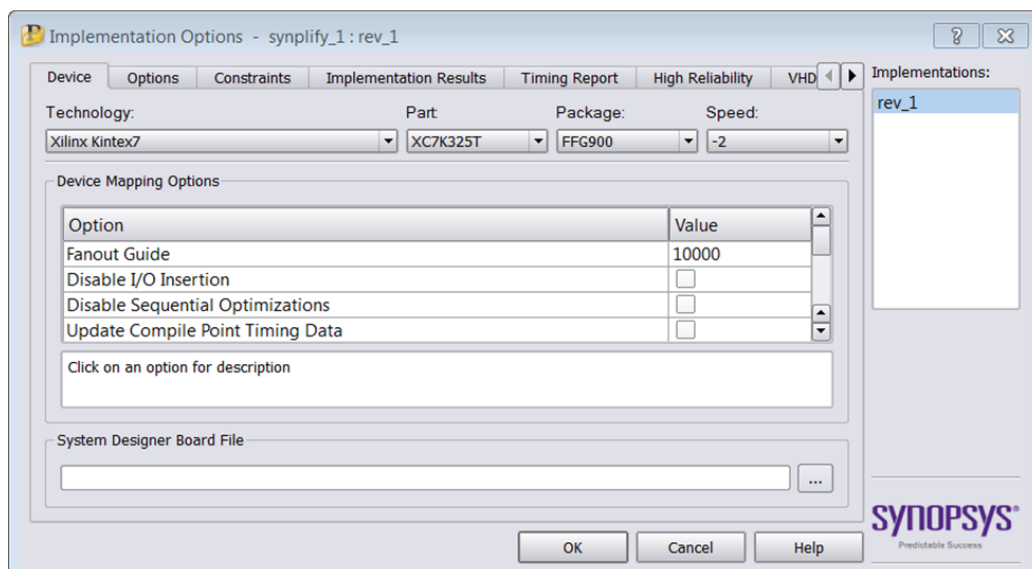 Implementation Options - synplify_1 : rev_1
Device Options Constraints Implementation Results Timing Report High Reliability VHD
Implementations:
rev_1
Technology: Part: Package: Speed:
Xilinx Kintex7 XC7K325T FFG900 -2
Device Mapping Options
Option Value
Fanout Guide 10000
Disable I/O Insertion
Disable Sequential Optimizations
Update Compile Point Timing Data
Click on an option for description
System Designer Board File
...
OK Cancel Help
SYNOPSYS®
Predictable Success